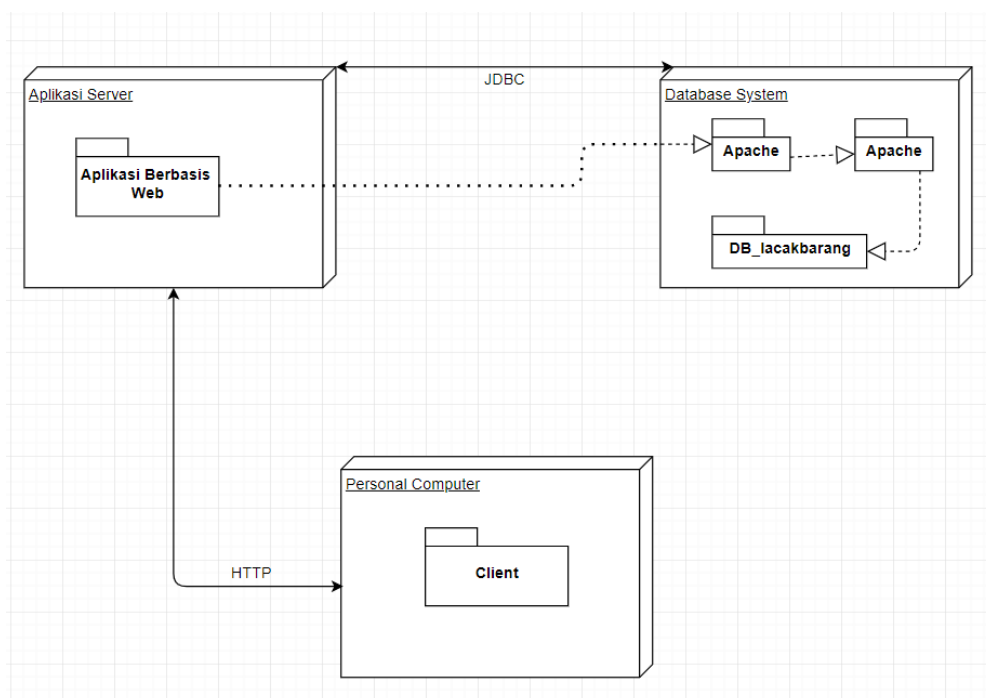 JDBC
Aplikasi Server
Database System
Aplikasi Berbasis
Web
Apache
Apache
DB_lacakbarang
Personal Computer
Client
HTTP